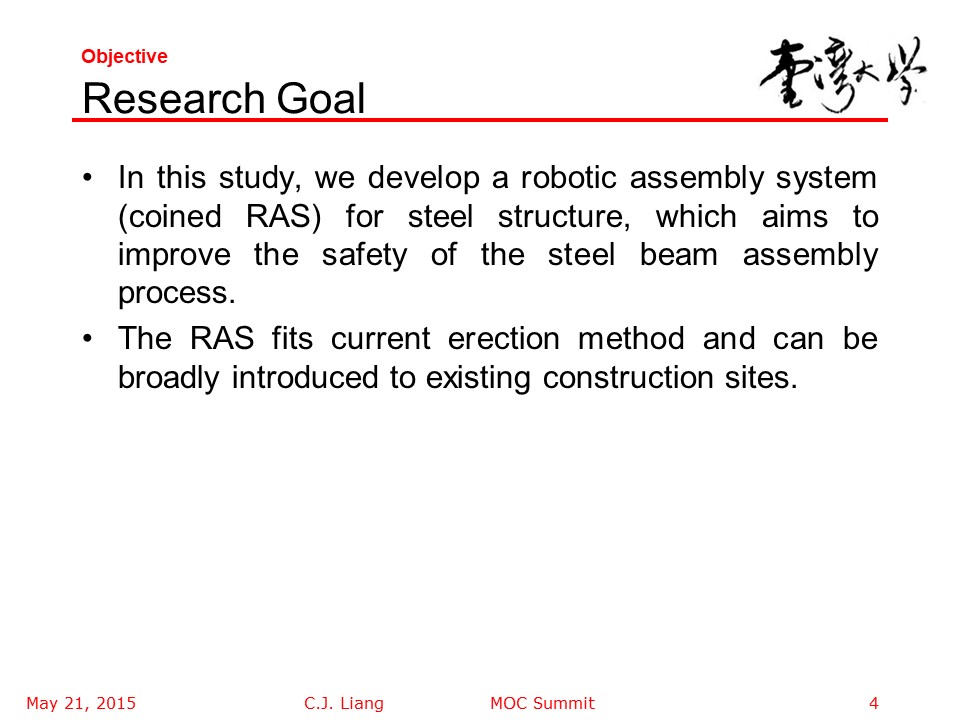 Objective
臺灣大學
Research Goal
• In this study, we develop a robotic assembly system
(coined RAS) for steel structure, which aims to
improve the safety of the steel beam assembly
process.
• The RAS fits current erection method and can be
broadly introduced to existing construction sites.
May 21, 2015 C.J. Liang MOC Summit 4